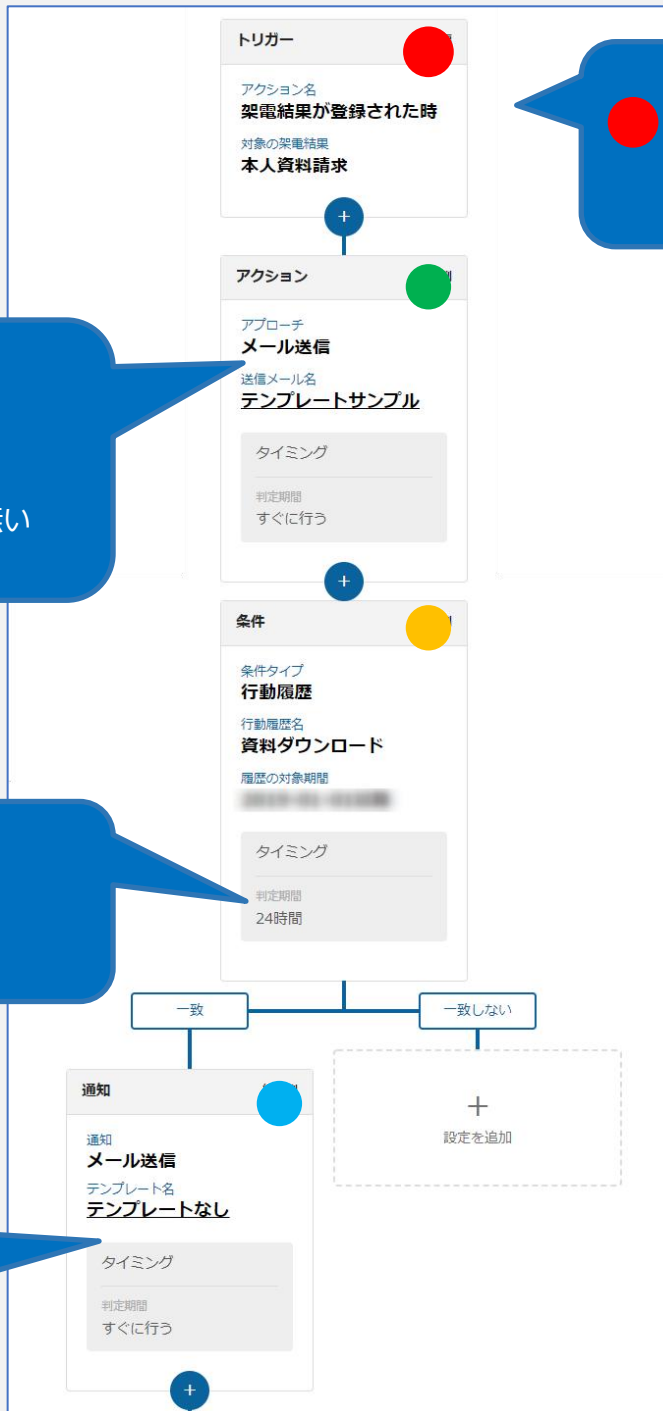 トリガー
アクション名
架電結果が登録された時
対象の架電結果
本人資料請求
+
アクション
アプローチ
メール送信
送信メール名
テンプレートサンプル
タイミング
判定期間
すぐに行う
い
+
条件
条件タイプ
行動履歴
行動履歴名
資料ダウンロード
履歴の対象期間
タイミング
判定期間
24時間
一致
一致しない
通知
通知
メール送信
テンプレート名
テンプレートなし
タイミング
判定期間
すぐに行う
+
+
設定を追加